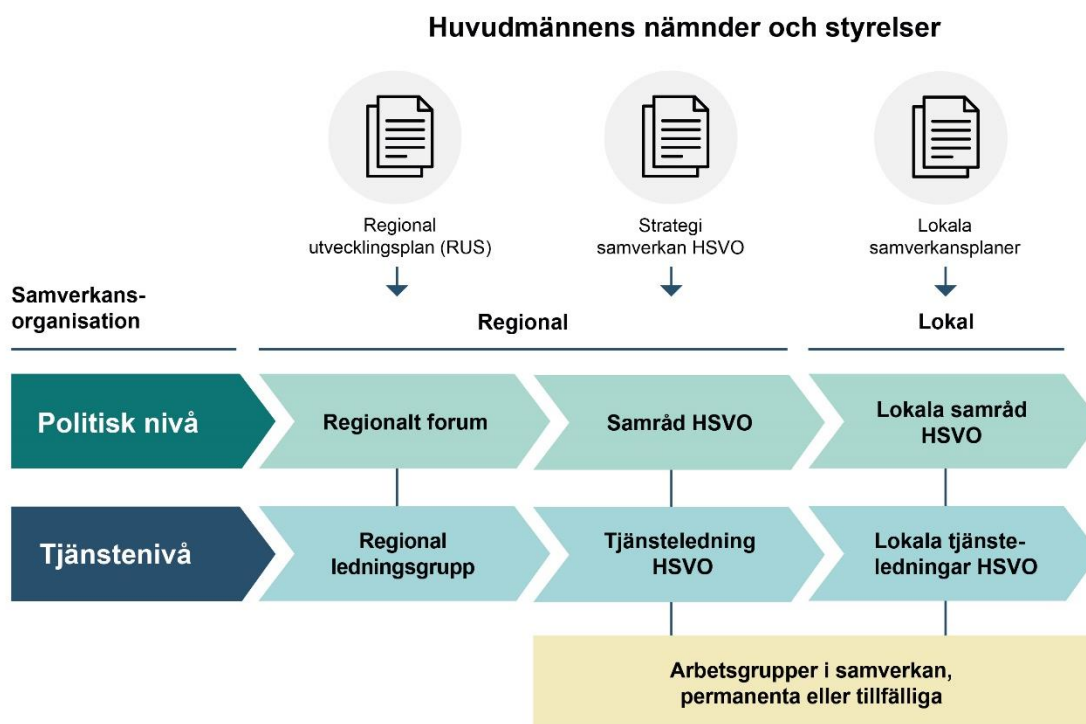 Huvudmännens nämnder och styrelser
Regional
utvecklingsplan (RUS)
Strategi
samverkan HSVO
Lokala
samverkansplaner
Samverkans-
organisation
Regional
Lokal
Politisk nivå
Regionalt forum
Samråd HSVO
Lokala samråd
HSVO
Tjänstenivå
Regional
ledningsgrupp
Tjänsteledning
HSVO
Lokala tjänste-
ledningar HSVO
Arbetsgrupper i samverkan,
permanenta eller tillfälliga